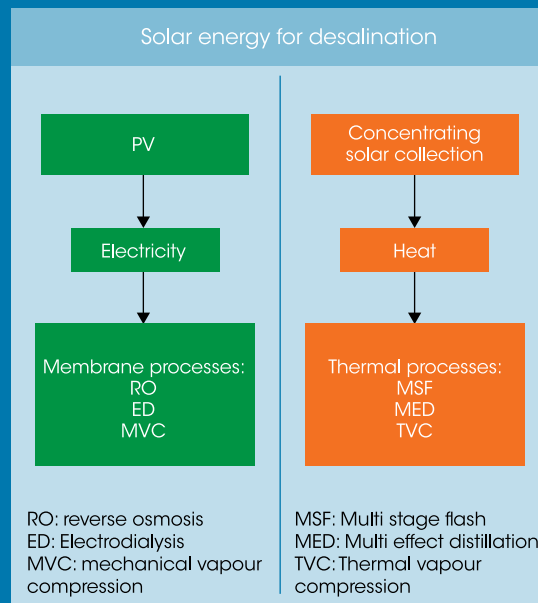 Solar energy for desalination
PV
Electricity
Membrane processes:
RO
ED
MVC
RO: reverse osmosis
ED: Electrodialysis
MVC: mechanical vapour
compression
Concentrating
solar collection
Heat
Thermal processes:
MSF
MED
TVC
MSF: Multi stage flash
MED: Multi effect distillation
TVC: Thermal vapour
compression